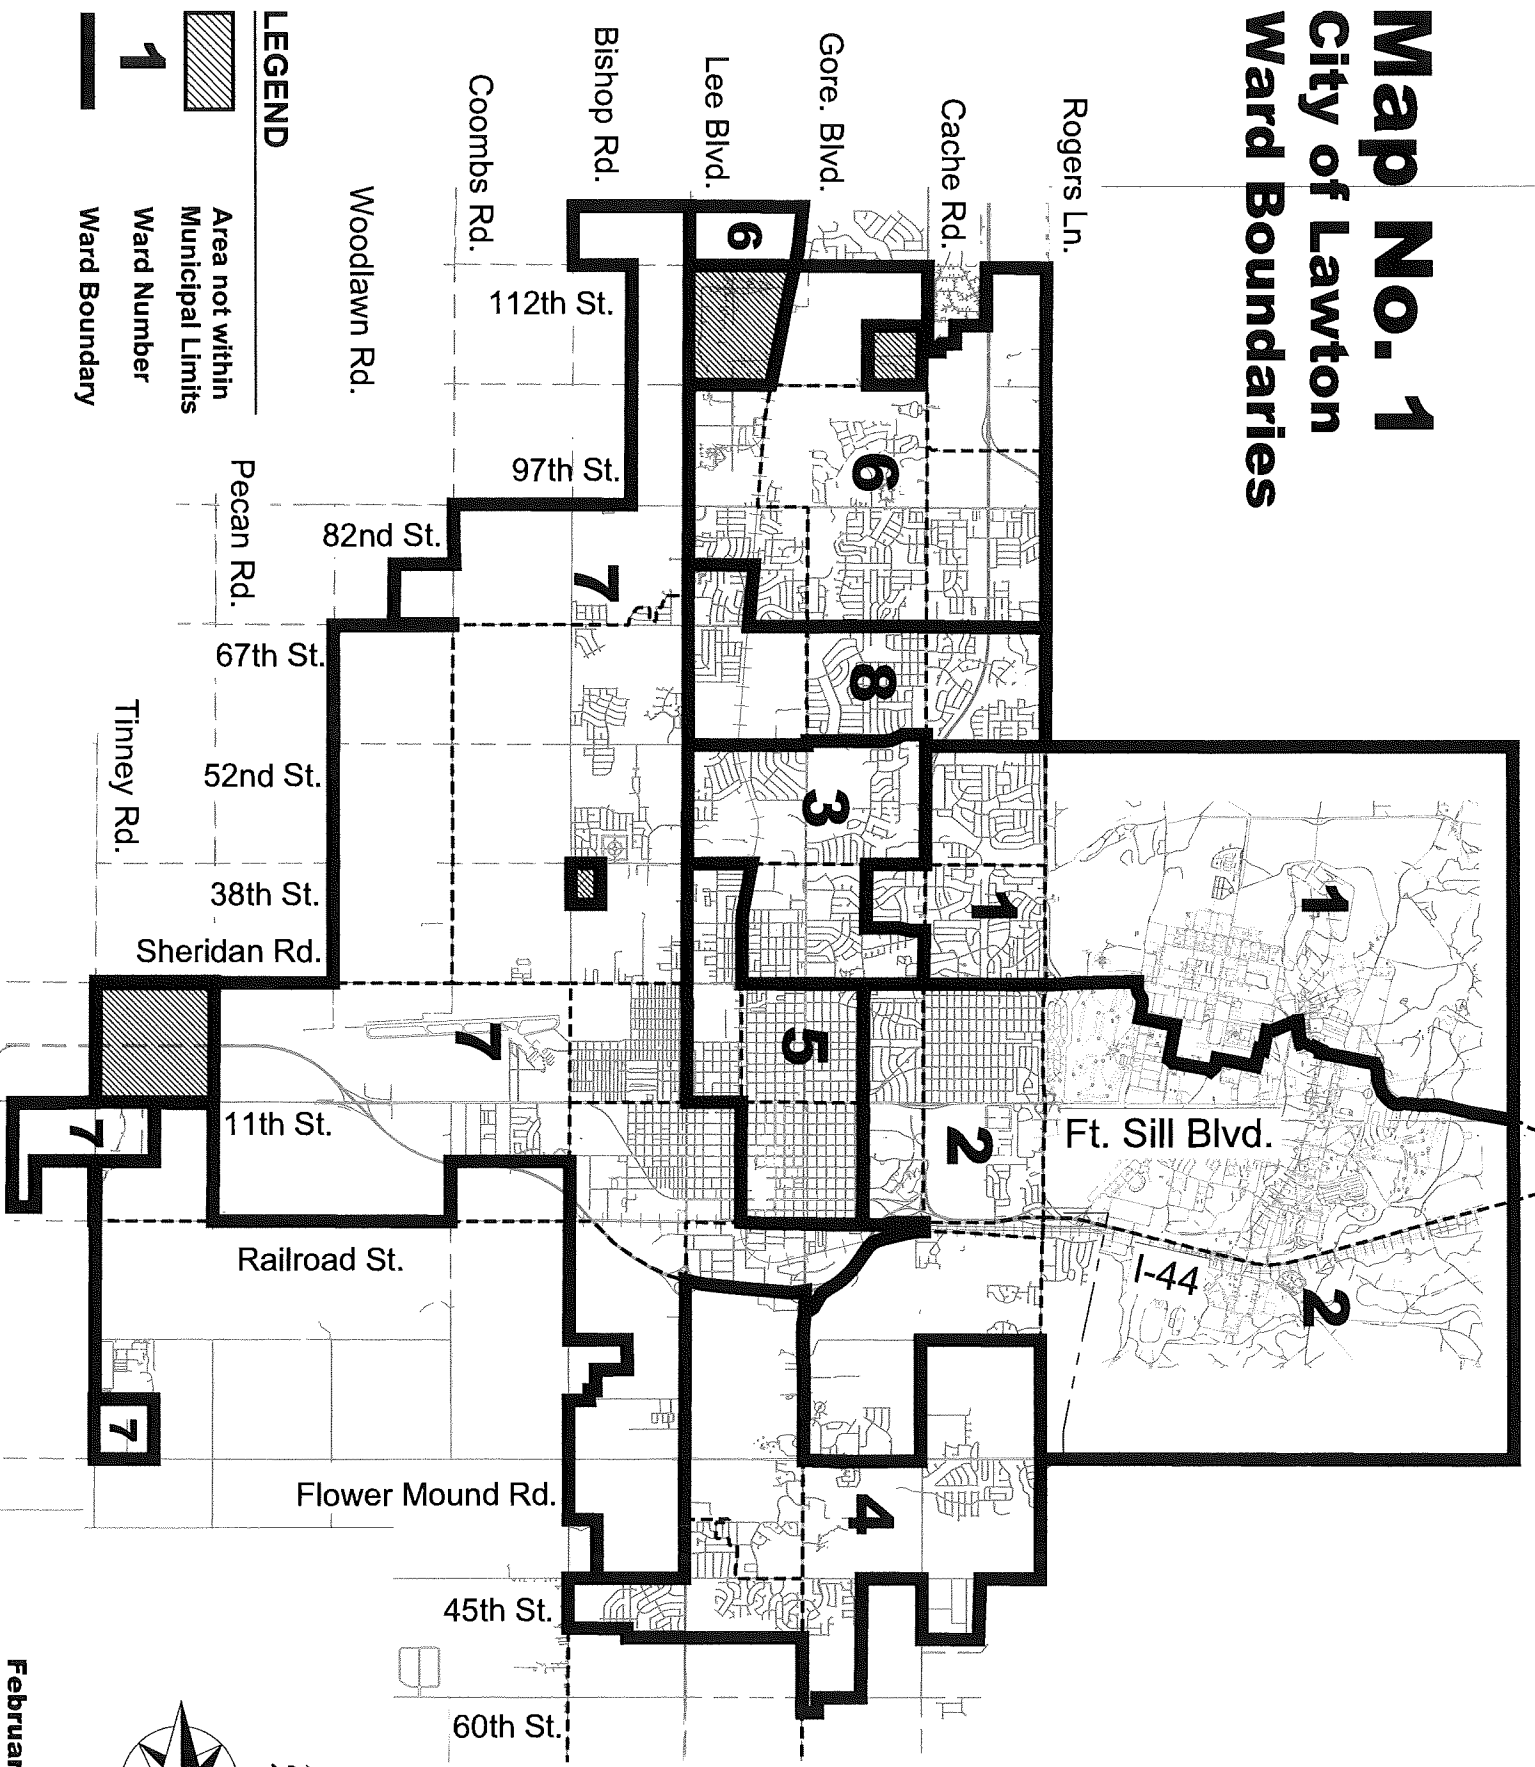 Map No. 1
City of Lawton
Ward Boundaries
Rogers Ln.
Cache Rd.
Gore. Blvd.
Lee Blvd.
Bishop Rd.
Coombs Rd.
Woodlawn Rd.
Pecan Rd.
Tinney Rd.
112th St.
97th St.
82nd St.
67th St.
52nd St.
38th St.
Sheridan Rd.
11th St.
Railroad St.
Flower Mound Rd.
45th St.
60th St.
Ft. Sill Blvd.
I-44
6
6
7
8
3
1
1
5
7
2
2
7
7
4
LEGEND
Area not within
Municipal Limits
1
Ward Number
Ward Boundary